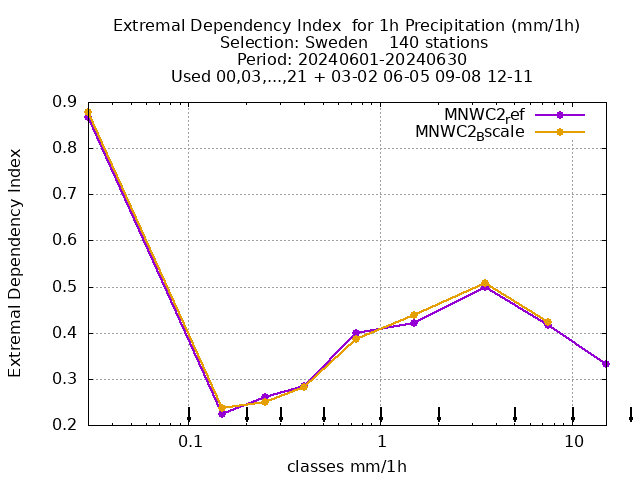 Extremal Dependency Index  for 1h Precipitation (mm/1h)
Selection: Sweden    140 stations
Period: 20240601-20240630
Used 00,03,...,21 + 03-02 06-05 09-08 12-11
MNWC2ref
MNWC2Bscale
Extremal Dependency Index
0.9
0.8
0.7
0.6
0.5
0.4
0.3
0.2
0.1 1 10
classes mm/1h